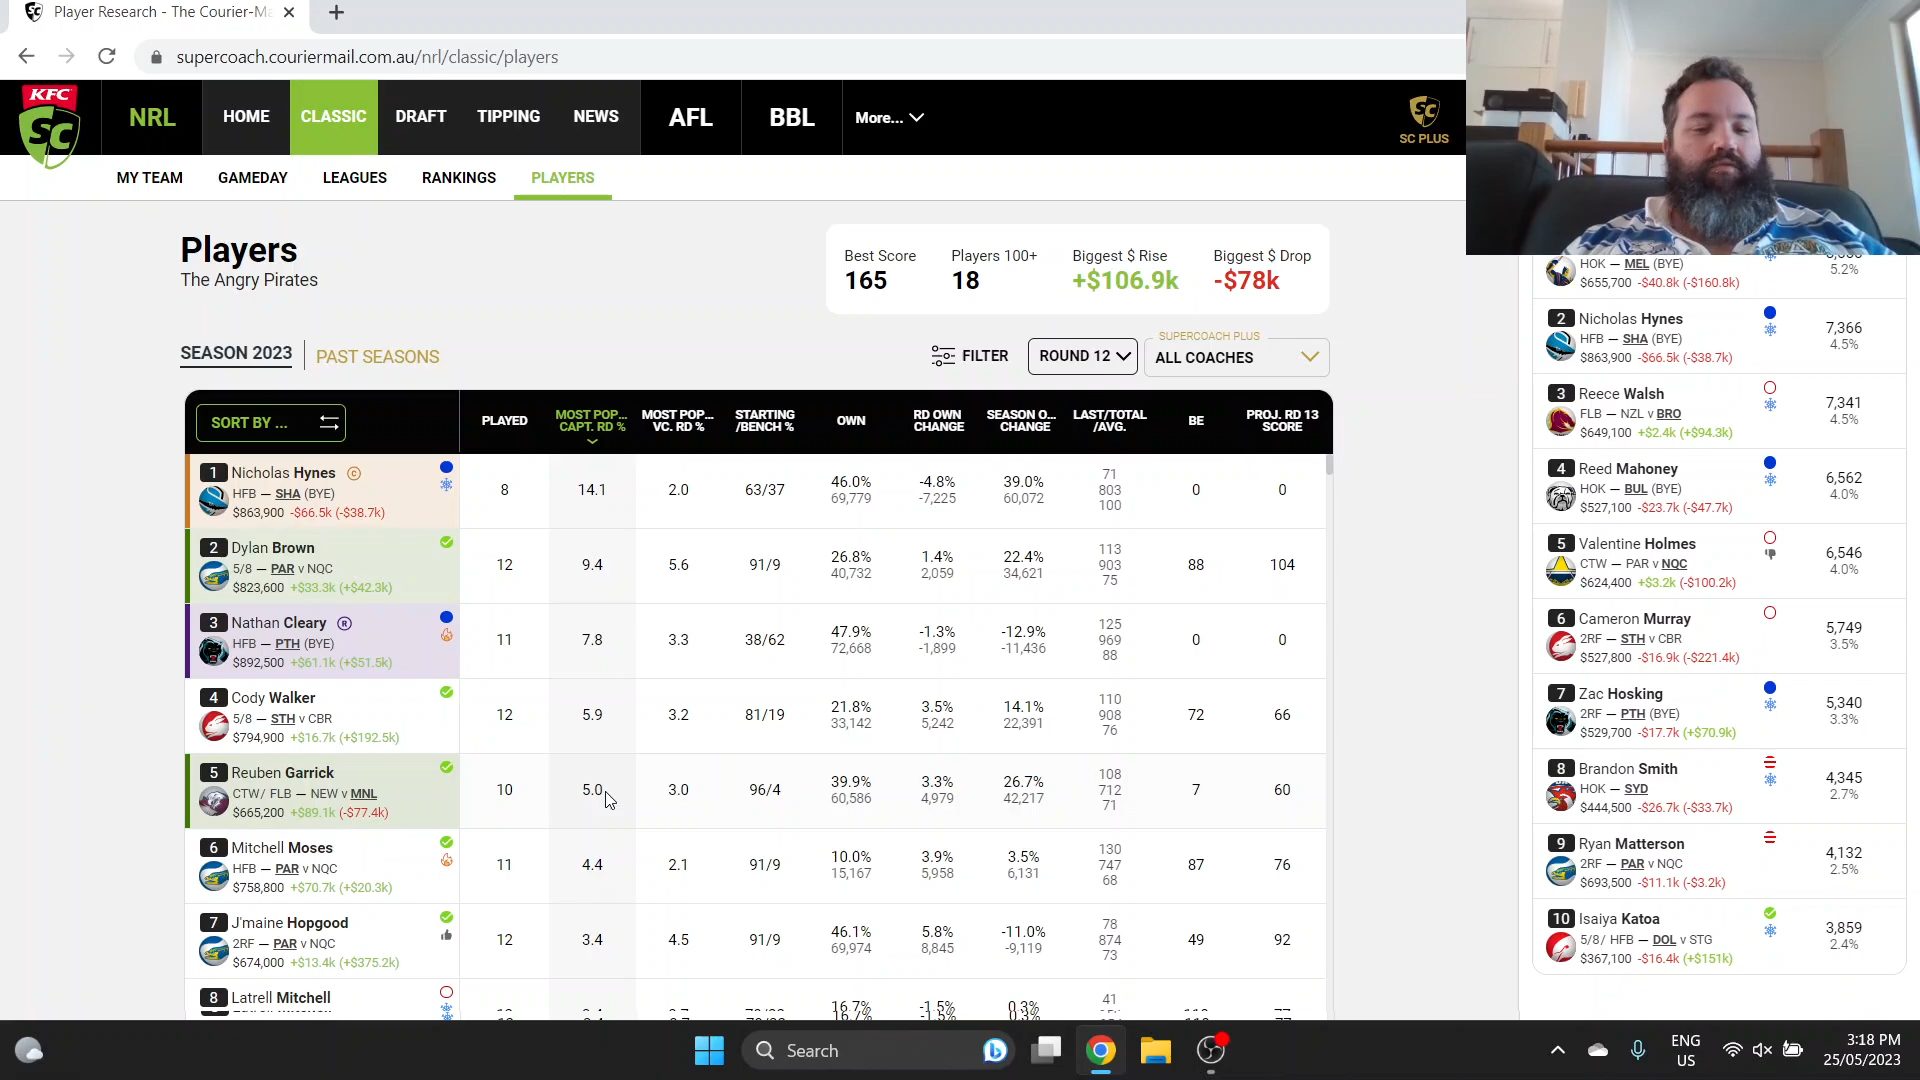 Player Research - The Courier-Ma
supercoach.couriermail.com.au/nrl/classic/players
KFC
SC
NRL
HOME
CLASSIC
DRAFT
TIPPING
NEWS
AFL
BBL
More...
SC
SC PLUS
MY TEAM
GAMEDAY
LEAGUES
RANKINGS
PLAYERS
Players
The Angry Pirates
Best Score
165
Players 100+
18
Biggest $ Rise
+$106.9k
Biggest $ Drop
-$78k
SEASON 2023
PAST SEASONS
FILTER
ROUND 12
SUPERCOACH PLUS
ALL COACHES
SORT BY ...
PLAYED
MOST POP... CAPT. RD %
MOST POP... VC. RD %
STARTING /BENCH %
OWN
RD OWN CHANGE
SEASON O... CHANGE
LAST/TOTAL /AVG.
BE
PROJ. RD 13 SCORE
1 Nicholas Hynes C
HFB — SHA (BYE)
$863,900 -$66.5k (-$38.7k)
8 14.1 2.0 63/37 46.0% 69,779 -4.8% -7,225 39.0% 60,072 71 803 100 0 0
2 Dylan Brown
5/8 — PAR v NQC
$823,600 +$33.3k (+$42.3k)
12 9.4 5.6 91/9 26.8% 40,732 1.4% 2,059 22.4% 34,621 113 903 75 88 104
3 Nathan Cleary R
HFB — PTH (BYE)
$892,500 +$61.1k (+$51.5k)
11 7.8 3.3 38/62 47.9% 72,668 -1.3% -1,899 -12.9% -11,436 125 969 88 0 0
4 Cody Walker
5/8 — STH v CBR
$794,900 +$16.7k (+$192.5k)
12 5.9 3.2 81/19 21.8% 33,142 3.5% 5,242 14.1% 22,391 110 908 76 72 66
5 Reuben Garrick
CTW/ FLB — NEW v MNL
$665,200 +$89.1k (-$77.4k)
10 5.0 3.0 96/4 39.9% 60,586 3.3% 4,979 26.7% 42,217 108 712 71 7 60
6 Mitchell Moses
HFB — PAR v NQC
$758,800 +$70.7k (+$20.3k)
11 4.4 2.1 91/9 10.0% 15,167 3.9% 5,958 3.5% 6,131 130 747 68 87 76
7 J'maine Hopgood
2RF — PAR v NQC
$674,000 +$13.4k (+$375.2k)
12 3.4 4.5 91/9 46.1% 69,974 5.8% 8,845 -11.0% -9,119 78 874 73 49 92
8 Latrell Mitchell
16.7% -1.5% 0.3% 41
HOK — MEL (BYE)
$655,700 -$40.8k (-$160.8k)
5.2%
2 Nicholas Hynes
HFB — SHA (BYE)
$863,900 -$66.5k (-$38.7k)
7,366
4.5%
3 Reece Walsh
FLB — NZL v BRO
$649,100 +$2.4k (+$94.3k)
7,341
4.5%
4 Reed Mahoney
HOK — BUL (BYE)
$527,100 -$23.7k (-$47.7k)
6,562
4.0%
5 Valentine Holmes
CTW — PAR v NQC
$624,400 +$3.2k (-$100.2k)
6,546
4.0%
6 Cameron Murray
2RF — STH v CBR
$527,800 -$16.9k (-$221.4k)
5,749
3.5%
7 Zac Hosking
2RF — PTH (BYE)
$529,700 -$17.7k (+$70.9k)
5,340
3.3%
8 Brandon Smith
HOK — SYD
$444,500 -$26.7k (-$33.7k)
4,345
2.7%
9 Ryan Matterson
2RF — PAR v NQC
$693,500 -$11.1k (-$3.2k)
4,132
2.5%
10 Isaiya Katoa
5/8/ HFB — DOL v STG
$367,100 -$16.4k (+$151k)
3,859
2.4%
Search
ENG
US
3:18 PM
25/05/2023